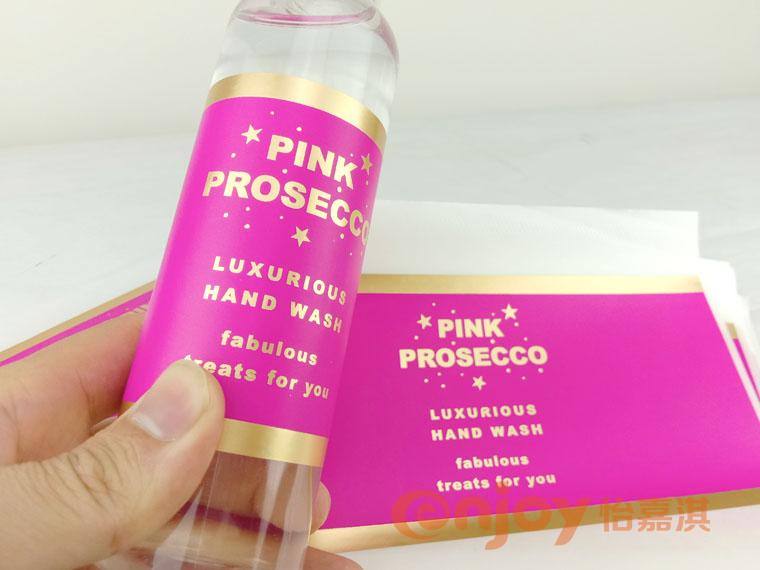 PINK
PROSECCO
LUXURIOUS
HAND WASH
fabulous
treats for you
PINK
PROSECCO
LUXURIOUS
HAND WASH
fabulous
treats for you
enjoy怡嘉淇